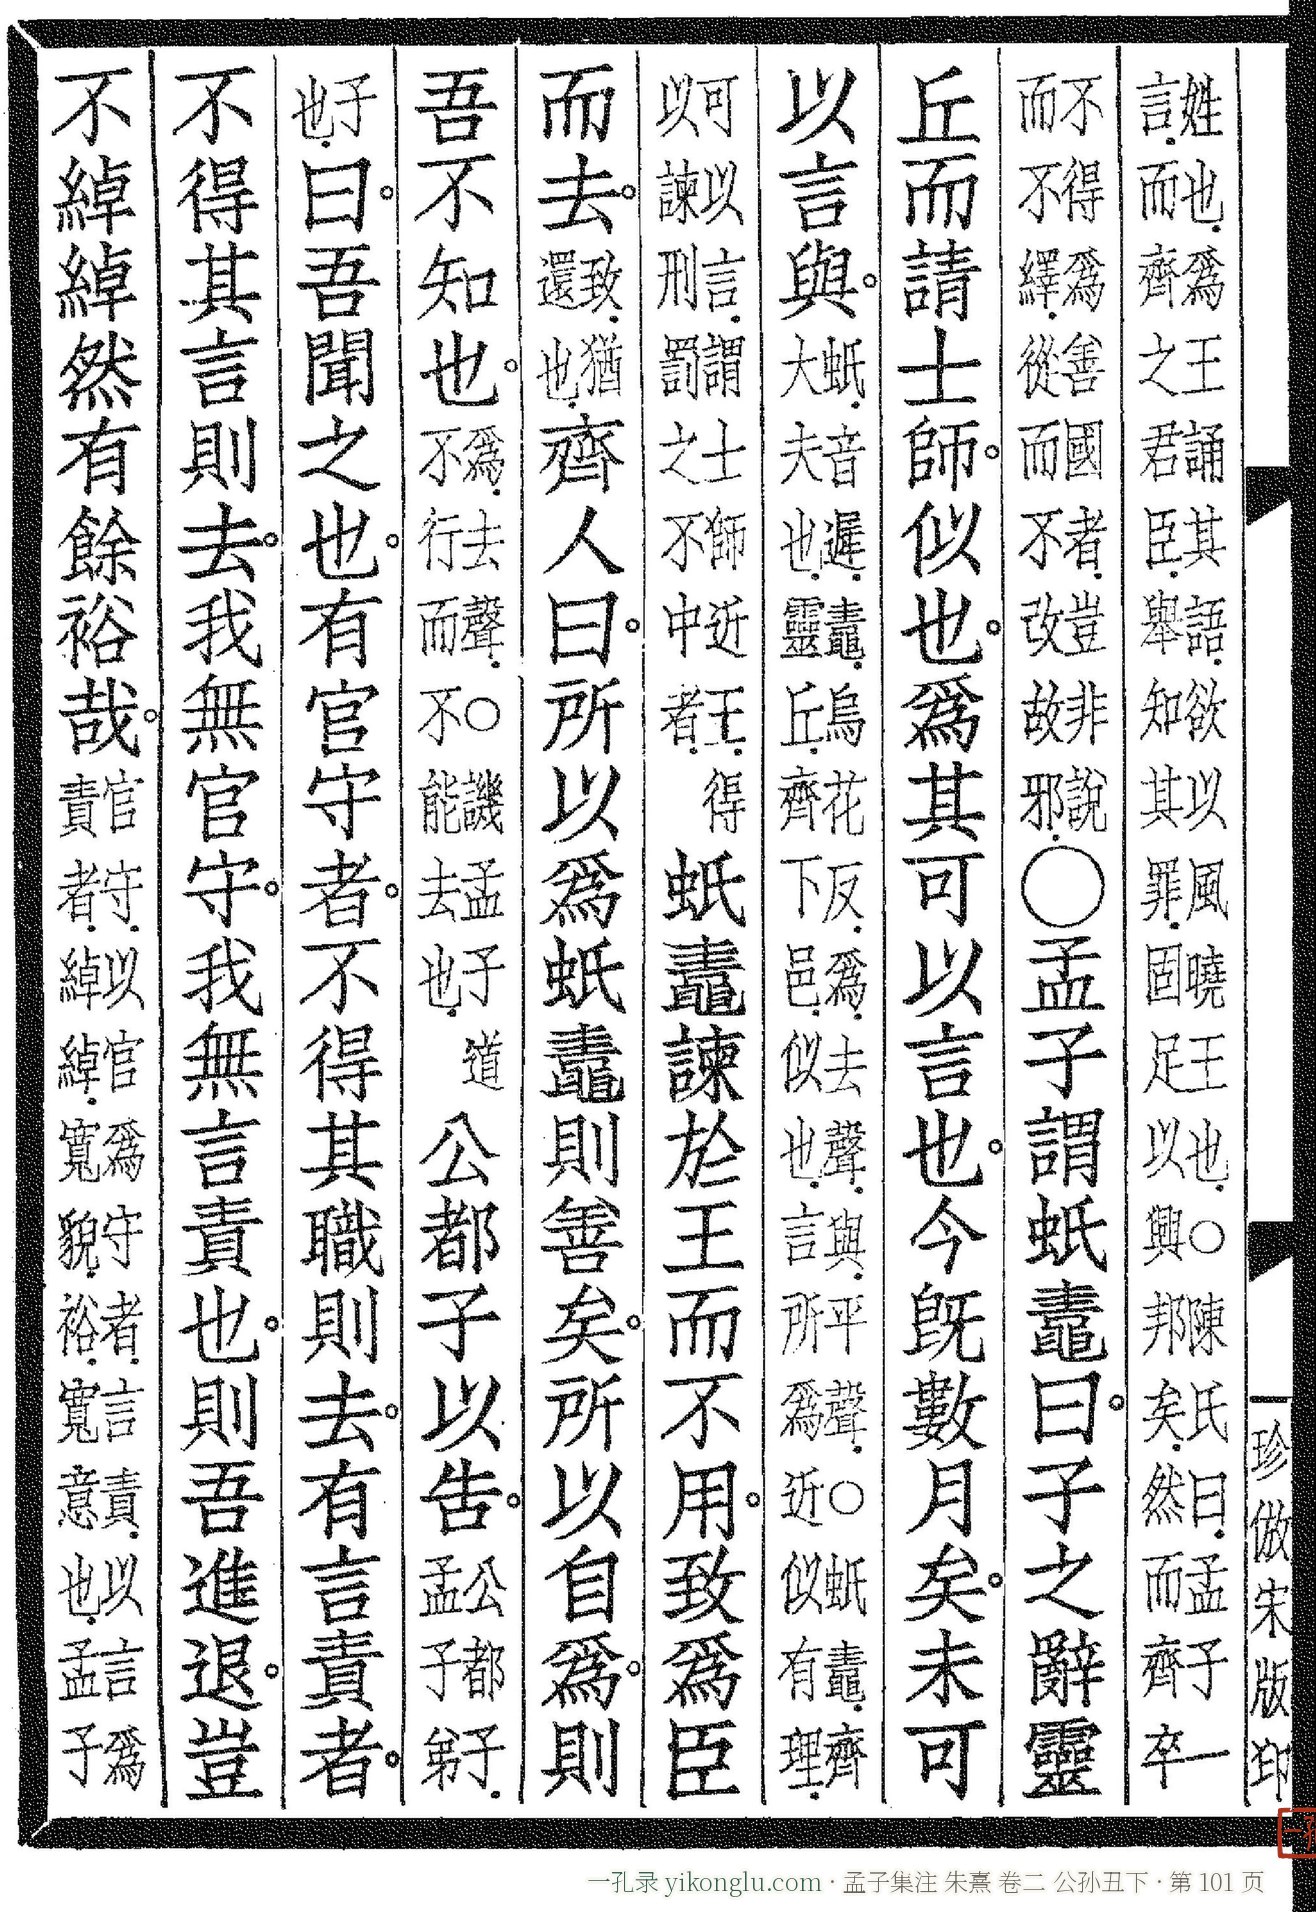 姓也.爲王誦其語.欲以風曉王也.○陳氏曰.孟子一
言.而齊之君臣.舉知其罪.固足以興邦矣.然而齊卒
不得爲善國者.豈非說
而不繹.從而不改故邪.
○孟子謂蚳鼃曰。子之辭靈
丘而請士師。似也。爲其可以言也。今既數月矣。未可
以言與。
蚳.音遲.鼃.烏花反.爲.去聲.與.平聲.○蚳鼃.齊
大夫也.靈丘.齊下邑.似也.言所爲近似有理.
可以言.謂士師近王.得
以諫刑罰之不中者.
蚳鼃諫於王而不用。致爲臣
而去。
致.猶
還也.
齊人曰。所以爲蚳鼃則善矣。所以自爲。則
吾不知也。
爲.去聲.○譏孟子道
不行而不能去也.
公都子以告。
公都子.
孟子弟
子
也.
曰。吾聞之也。有官守者。不得其職則去。有言責者。
不得其言則去。我無官守。我無言責也。則吾進退。豈
不綽綽然有餘裕哉。
官守.以官爲守者.言責.以言爲
責者.綽綽.寬貌.裕.寬意也.孟子
珍倣宋版印
一孔录 yikonglu.com · 孟子集注 朱熹 卷二 公孙丑下 · 第 101 页